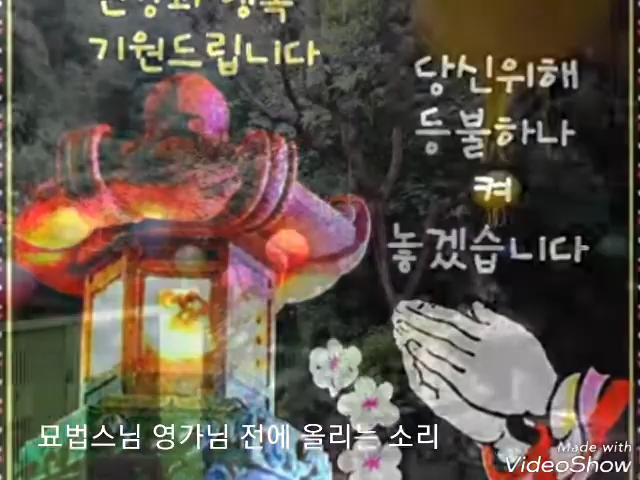 기원드립니다
당신위해
등불하나
켜
놓겠습니다
묘법스님 영가님 전에 올리는 소리
Made with
VideoShow